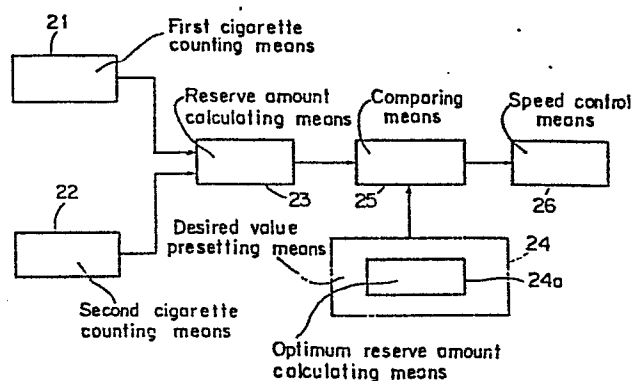 21
First cigarette
counting means
Reserve amount
calculating means
Comparing
means
Speed control
means
23
25
26
22
Desired value
presetting means
24
24a
Second cigarette
counting means
Optimum reserve amount
calculating means